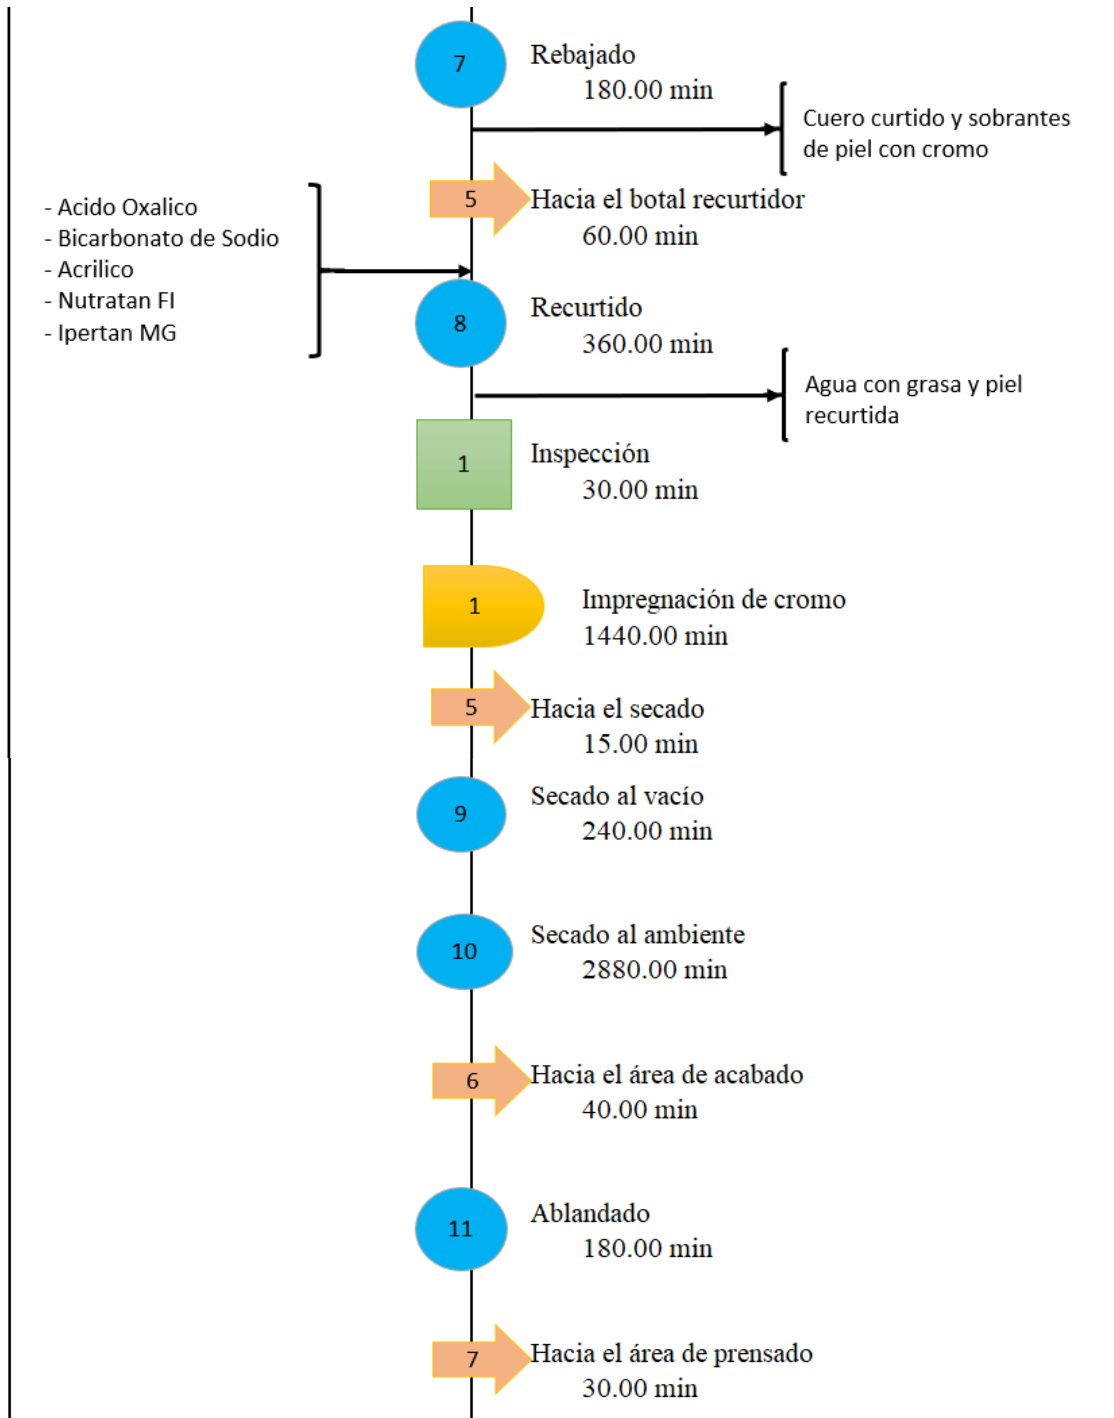 7
Rebajado
180.00 min
Cuero curtido y sobrantes
de piel con cromo
5
Hacia el botal recurtidor
60.00 min
- Acido Oxalico
- Bicarbonato de Sodio
- Acrilico
- Nutratan FI
- Ipertan MG
8
Recurtido
360.00 min
Agua con grasa y piel
recurtida
1
Inspección
30.00 min
1
Impregnación de cromo
1440.00 min
5
Hacia el secado
15.00 min
9
Secado al vacío
240.00 min
10
Secado al ambiente
2880.00 min
6
Hacia el área de acabado
40.00 min
11
Ablandado
180.00 min
7
Hacia el área de prensado
30.00 min